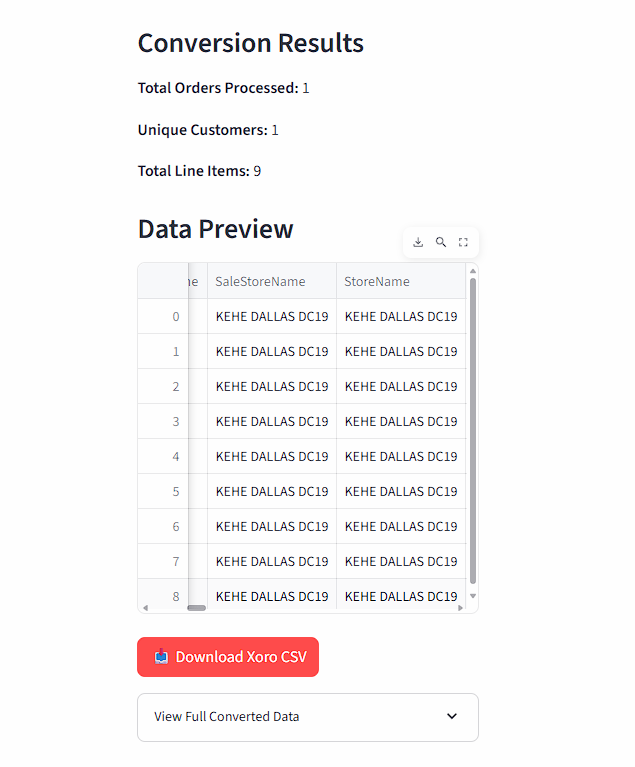 Conversion Results
Total Orders Processed: 1
Unique Customers: 1
Total Line Items: 9
Data Preview
SaleStoreName StoreName
0 KEHE DALLAS DC19 KEHE DALLAS DC19
1 KEHE DALLAS DC19 KEHE DALLAS DC19
2 KEHE DALLAS DC19 KEHE DALLAS DC19
3 KEHE DALLAS DC19 KEHE DALLAS DC19
4 KEHE DALLAS DC19 KEHE DALLAS DC19
5 KEHE DALLAS DC19 KEHE DALLAS DC19
6 KEHE DALLAS DC19 KEHE DALLAS DC19
7 KEHE DALLAS DC19 KEHE DALLAS DC19
8 KEHE DALLAS DC19 KEHE DALLAS DC19
Download Xoro CSV
View Full Converted Data